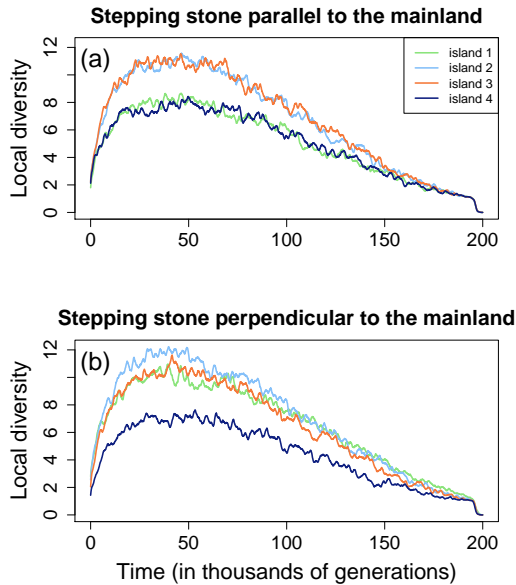 Stepping stone parallel to the mainland
(a)
island 1
island 2
island 3
island 4
Local diversity
12
10
8
6
4
2
0
0 50 100 150 200
Stepping stone perpendicular to the mainland
(b)
Local diversity
12
10
8
6
4
2
0
0 50 100 150 200
Time (in thousands of generations)